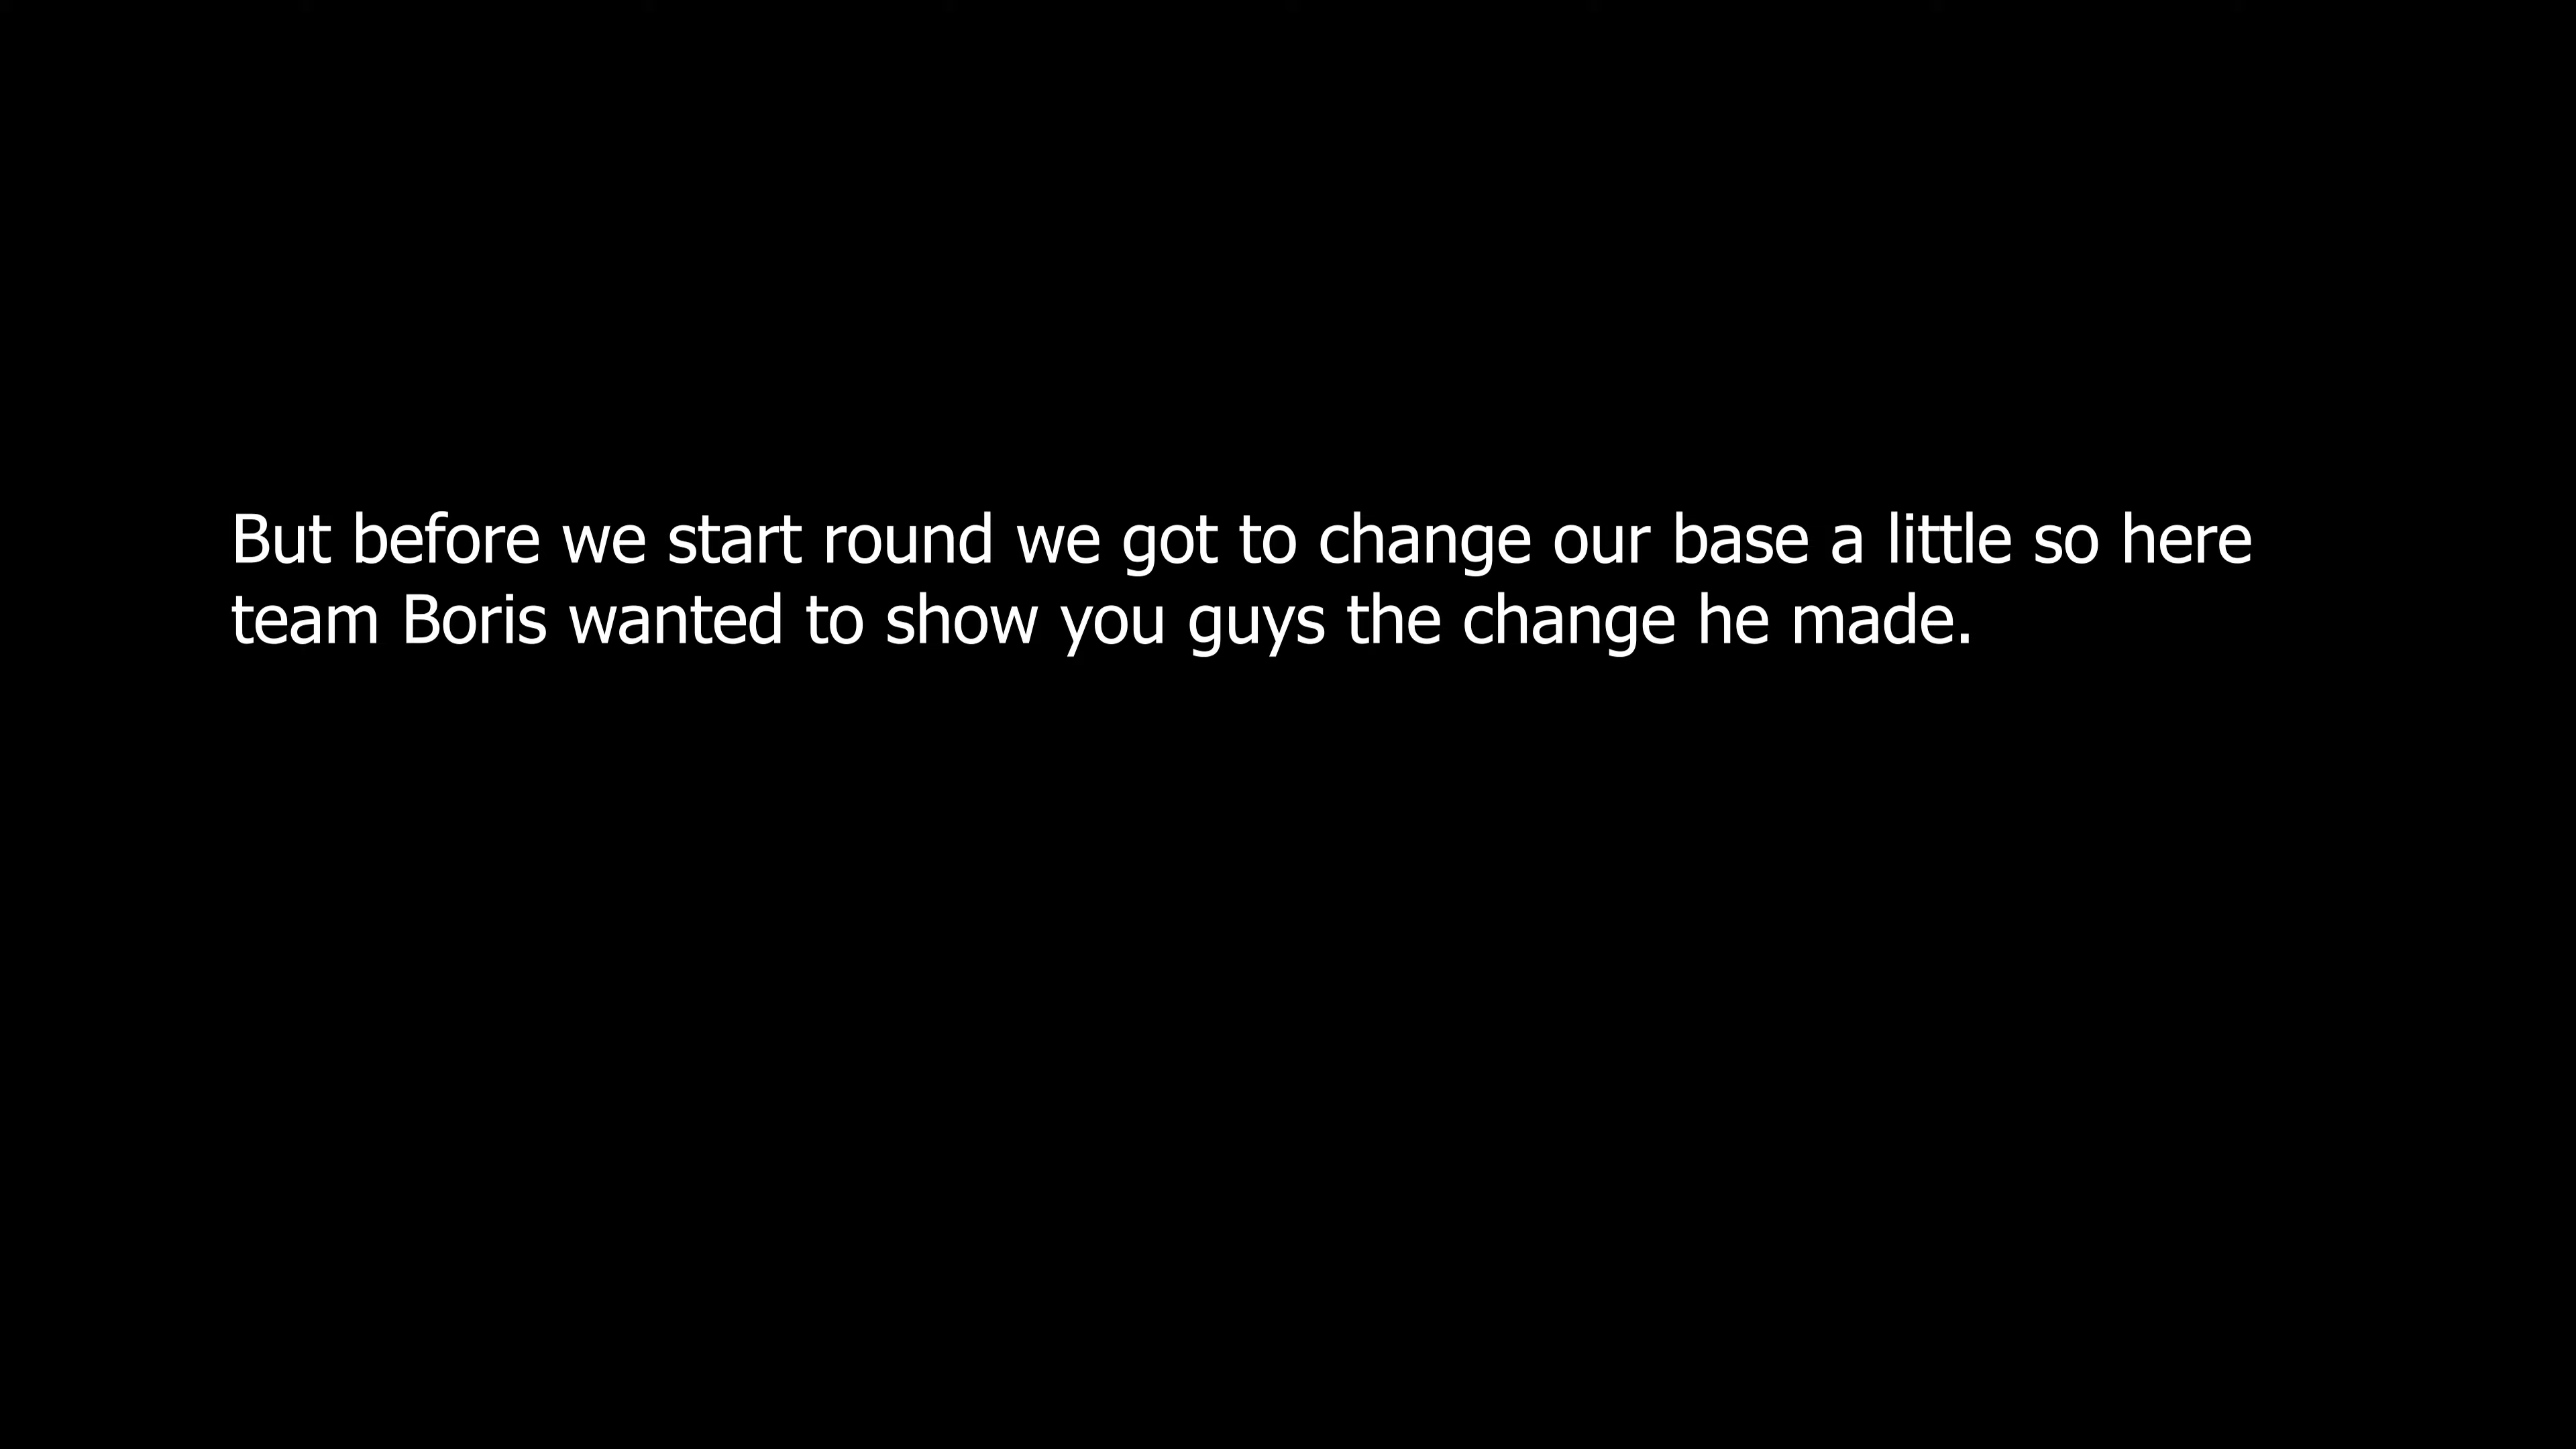 But before we start round we got to change our base a little so here
team Boris wanted to show you guys the change he made.